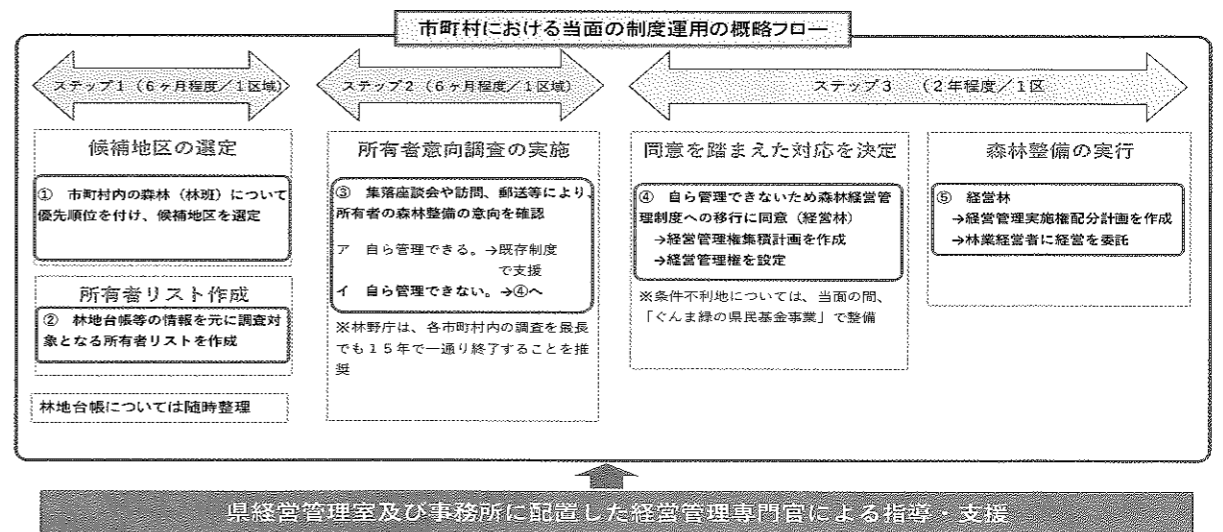 市町村における当面の制度運用の概略フロー
ステップ1（6ヶ月程度／1区域）
ステップ2（6ヶ月程度／1区域）
ステップ3　（2年程度／1区
候補地区の選定
①　市町村内の森林（林班）について
優先順位を付け、候補地区を選定
所有者リスト作成
②　林地台帳等の情報を元に調査対
象となる所有者リストを作成
林地台帳については随時整理
所有者意向調査の実施
③　集落座談会や訪問、郵送等により、
所有者の森林整備の意向を確認
ア　自ら管理できる。→既存制度
で支援
イ　自ら管理できない。→④へ
※林野庁は、各市町村内の調査を最長
でも15年で一通り終了することを推
奨
同意を踏まえた対応を決定
④　自ら管理できないため森林経営管
理制度への移行に同意（経営林）
→経営管理権集積計画を作成
→経営管理権を設定
※条件不利地については、当面の間、
「ぐんま緑の県民基金事業」で整備
森林整備の実行
⑤　経営林
→経営管理実施権配分計画を作成
→林業経営者に経営を委託
県経営管理室及び事務所に配置した経営管理専門官による指導・支援